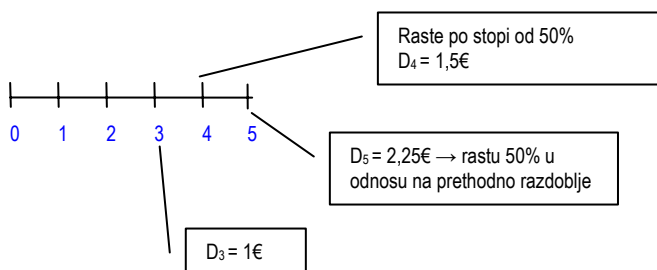 Raste po stopi od 50%
D₄ = 1,5€
0 1 2 3 4 5
D₅ = 2,25€ → rastu 50% u
odnosu na prethodno razdoblje
D₃ = 1€